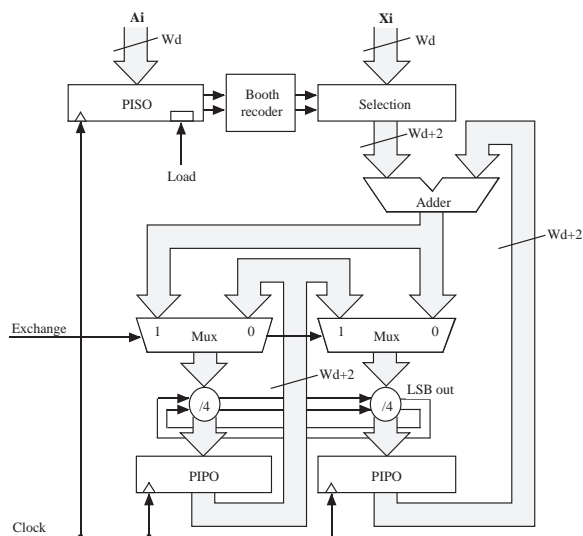 Ai
Xi
Wd
Wd
PISO
Booth
recoder
Selection
Load
Wd+2
Adder
Wd+2
Exchange
1
Mux
0
1
Mux
0
Wd+2
LSB out
/4
/4
PIPO
PIPO
Clock